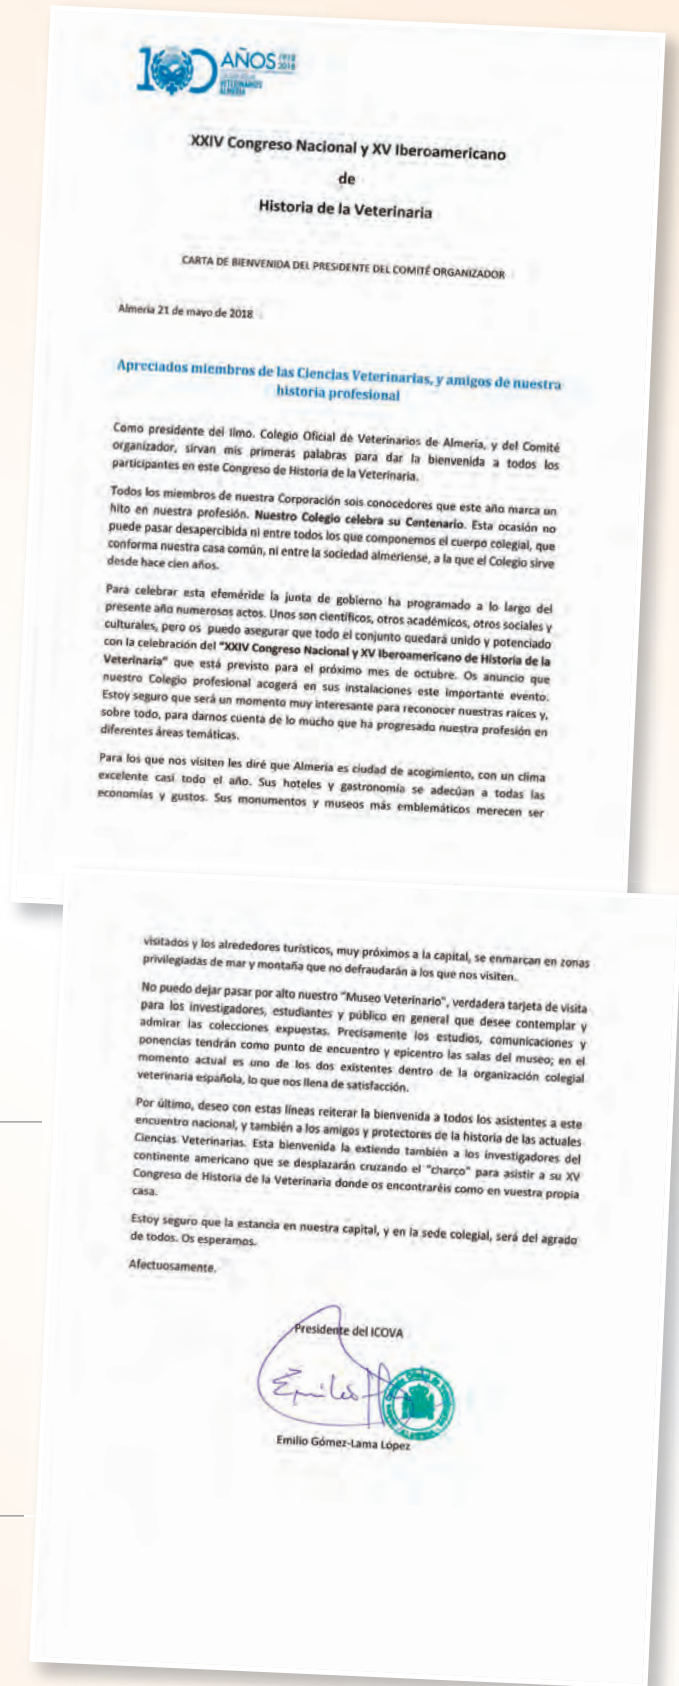 100 AÑOS 1918 2018
VETERINARIOS
ALMERÍA
XXIV Congreso Nacional y XV Iberoamericano
de
Historia de la Veterinaria
CARTA DE BIENVENIDA DEL PRESIDENTE DEL COMITÉ ORGANIZADOR
Almería 21 de mayo de 2018
Apreciados miembros de las Ciencias Veterinarias, y amigos de nuestra
historia profesional
Como presidente del Ilmo. Colegio Oficial de Veterinarios de Almería, y del Comité
organizador, sirvan mis primeras palabras para dar la bienvenida a todos los
participantes en este Congreso de Historia de la Veterinaria.
Todos los miembros de nuestra Corporación sois conocedores que este año marca un
hito en nuestra profesión. Nuestro Colegio celebra su Centenario. Esta ocasión no
puede pasar desapercibida ni entre todos los que componemos el cuerpo colegial, que
conforma nuestra casa común, ni entre la sociedad almeriense, a la que el Colegio sirve
desde hace cien años.
Para celebrar esta efeméride la junta de gobierno ha programado a lo largo del
presente año numerosos actos. Unos son científicos, otros académicos, otros sociales y
culturales, pero os puedo asegurar que todo el conjunto quedará unido y potenciado
con la celebración del "XXIV Congreso Nacional y XV Iberoamericano de Historia de la
Veterinaria" que está previsto para el próximo mes de octubre. Os anuncio que
nuestro Colegio profesional acogerá en sus instalaciones este importante evento.
Estoy seguro que será un momento muy interesante para reconocer nuestras raíces y,
sobre todo, para darnos cuenta de lo mucho que ha progresado nuestra profesión en
diferentes áreas temáticas.
Para los que nos visiten les diré que Almería es ciudad de acogimiento, con un clima
excelente casi todo el año. Sus hoteles y gastronomía se adecúan a todas las
economías y gustos. Sus monumentos y museos más emblemáticos merecen ser
visitados y los alrededores turísticos, muy próximos a la capital, se enmarcan en zonas
privilegiadas de mar y montaña que no defraudarán a los que nos visiten.
No puedo dejar pasar por alto nuestro "Museo Veterinario", verdadera tarjeta de visita
para los investigadores, estudiantes y público en general que desee contemplar y
admirar las colecciones expuestas. Precisamente los estudios, comunicaciones y
ponencias tendrán como punto de encuentro y epicentro las salas del museo; en el
momento actual es uno de los dos existentes dentro de la organización colegial
veterinaria española, lo que nos llena de satisfacción.
Por último, deseo con estas líneas reiterar la bienvenida a todos los asistentes a este
encuentro nacional, y también a los amigos y protectores de la historia de las actuales
Ciencias Veterinarias. Esta bienvenida la extiendo también a los investigadores del
continente americano que se desplazarán cruzando el "charco" para asistir a su XV
Congreso de Historia de la Veterinaria donde os encontraréis como en vuestra propia
casa.
Estoy seguro que la estancia en nuestra capital, y en la sede colegial, será del agrado
de todos. Os esperamos.
Afectuosamente.
Presidente del ICOVA
Emilio Gómez-Lama López